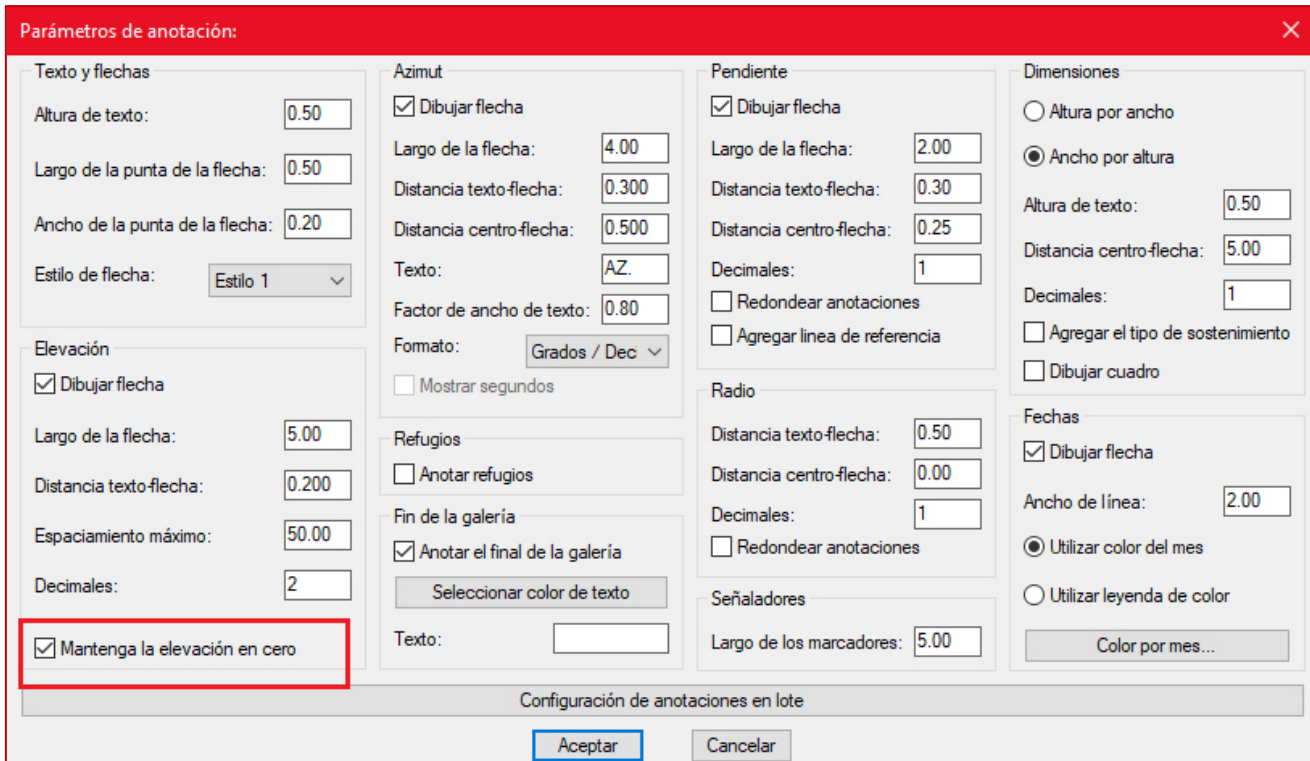 Parámetros de anotación:
Texto y flechas
Altura de texto: 0.50
Largo de la punta de la flecha: 0.50
Ancho de la punta de la flecha: 0.20
Estilo de flecha: Estilo 1
Elevación
Dibujar flecha
Largo de la flecha: 5.00
Distancia texto-flecha: 0.200
Espaciamiento máximo: 50.00
Decimales: 2
Mantenga la elevación en cero
Azimut
Dibujar flecha
Largo de la flecha: 4.00
Distancia texto-flecha: 0.300
Distancia centro-flecha: 0.500
Texto: AZ.
Factor de ancho de texto: 0.80
Formato: Grados / Deci
Mostrar segundos
Refugios
Anotar refugios
Fin de la galería
Anotar el final de la galería
Seleccionar color de texto
Texto:
Pendiente
Dibujar flecha
Largo de la flecha: 2.00
Distancia texto-flecha: 0.30
Distancia centro-flecha: 0.25
Decimales: 1
Redondear anotaciones
Agregar linea de referencia
Radio
Distancia texto-flecha: 0.50
Distancia centro-flecha: 0.00
Decimales: 1
Redondear anotaciones
Señaladores
Largo de los marcadores: 5.00
Dimensiones
Altura por ancho
Ancho por altura
Altura de texto: 0.50
Distancia centro-flecha: 5.00
Decimales: 1
Agregar el tipo de sostenimiento
Dibujar cuadro
Fechas
Dibujar flecha
Ancho de línea: 2.00
Utilizar color del mes
Utilizar leyenda de color
Color por mes...
Configuración de anotaciones en lote
Aceptar
Cancelar